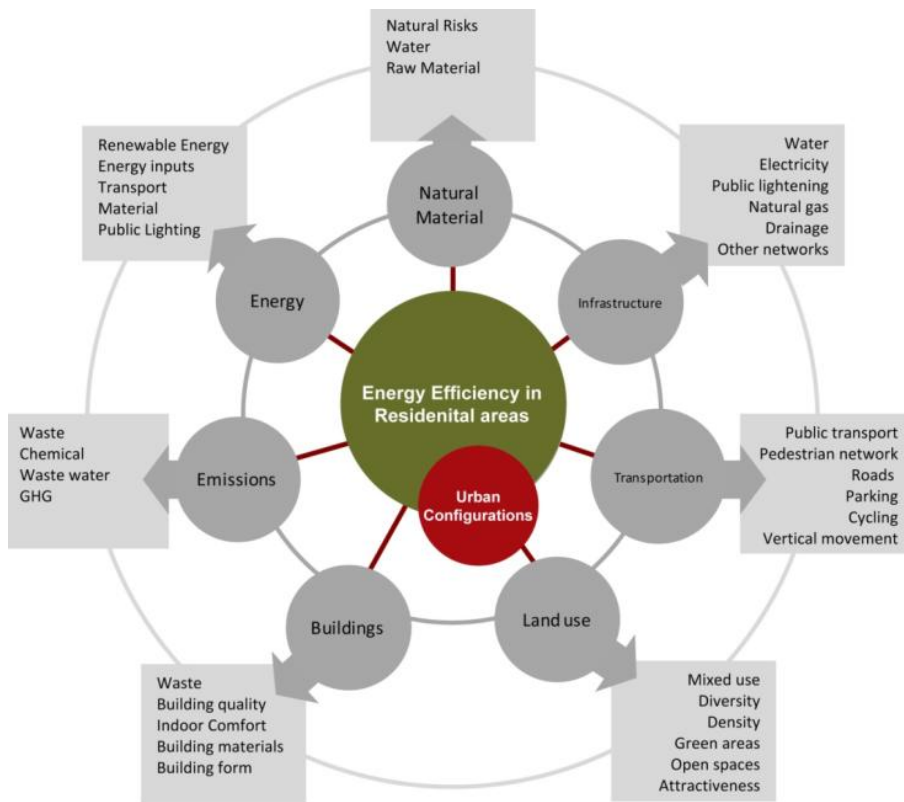 Natural Risks
Water
Raw Material
Renewable Energy
Energy inputs
Transport
Material
Public Lighting
Water
Electricity
Public lightening
Natural gas
Drainage
Other networks
Natural
Material
Energy
Infrastructure
Energy Efficiency in
Residenital areas
Waste
Chemical
Waste water
GHG
Emissions
Urban
Configurations
Transportation
Public transport
Pedestrian network
Roads
Parking
Cycling
Vertical movement
Buildings
Land use
Waste
Building quality
Indoor Comfort
Building materials
Building form
Mixed use
Diversity
Density
Green areas
Open spaces
Attractiveness